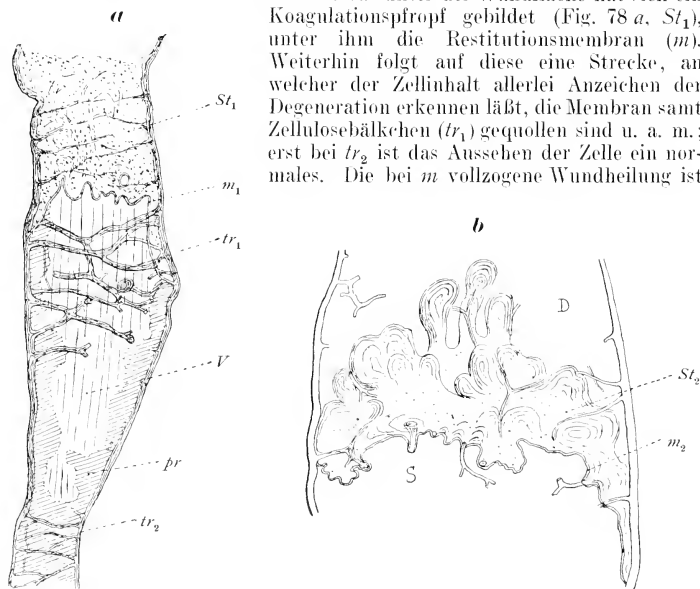 a
Koagulationspfropf gebildet (Fig. 78 a, St₁),
unter ihm die Restitutionsmembran (m).
Weiterhin folgt auf diese eine Strecke, an
welcher der Zellinhalt allerlei Anzeichen der
Degeneration erkennen läßt, die Membran samt
Zellulosebälkchen (tr₁) gequollen sind u. a. m.;
erst bei tr₂ ist das Aussehen der Zelle ein nor-
males. Die bei m vollzogene Wundheilung ist
St₁
m₁
tr₁
V
pr
tr₂
b
D
St₂
m₂
S